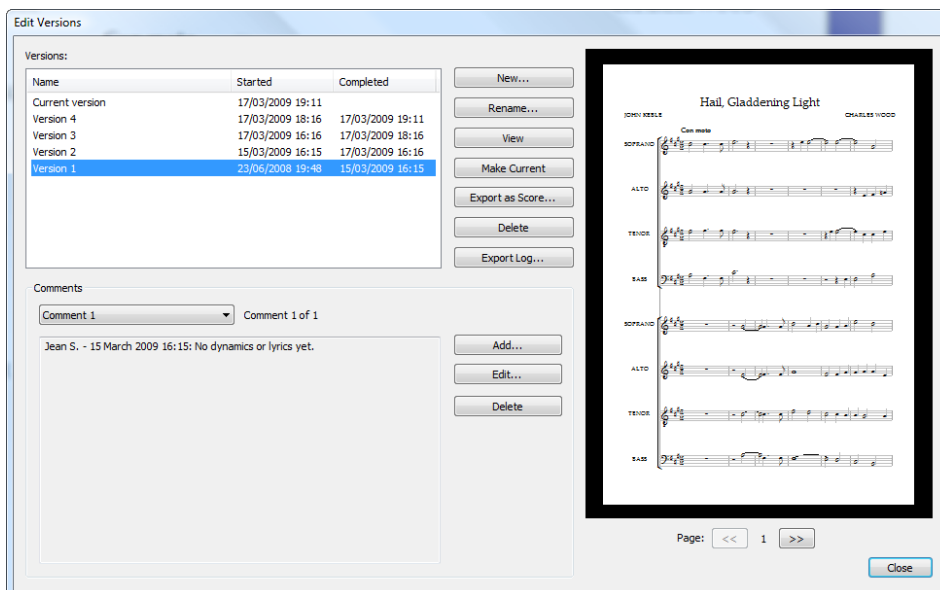 Edit Versions
Versions:
Name Started Completed
Current version 17/03/2009 19:11
Version 4 17/03/2009 18:16 17/03/2009 19:11
Version 3 17/03/2009 16:16 17/03/2009 18:16
Version 2 15/03/2009 16:15 17/03/2009 16:16
Version 1 23/06/2008 19:48 15/03/2009 16:15
New...
Rename...
View
Make Current
Export as Score...
Delete
Export Log...
Comments
Comment 1 Comment 1 of 1
Jean S. - 15 March 2009 16:15: No dynamics or lyrics yet.
Add...
Edit...
Delete
Hail, Gladdening Light
JOHN KEBLE CHARLES WOOD
Con moto
SOPRANO
ALTO
TENOR
BASS
SOPRANO
ALTO
TENOR
BASS
Page: << 1 >>
Close